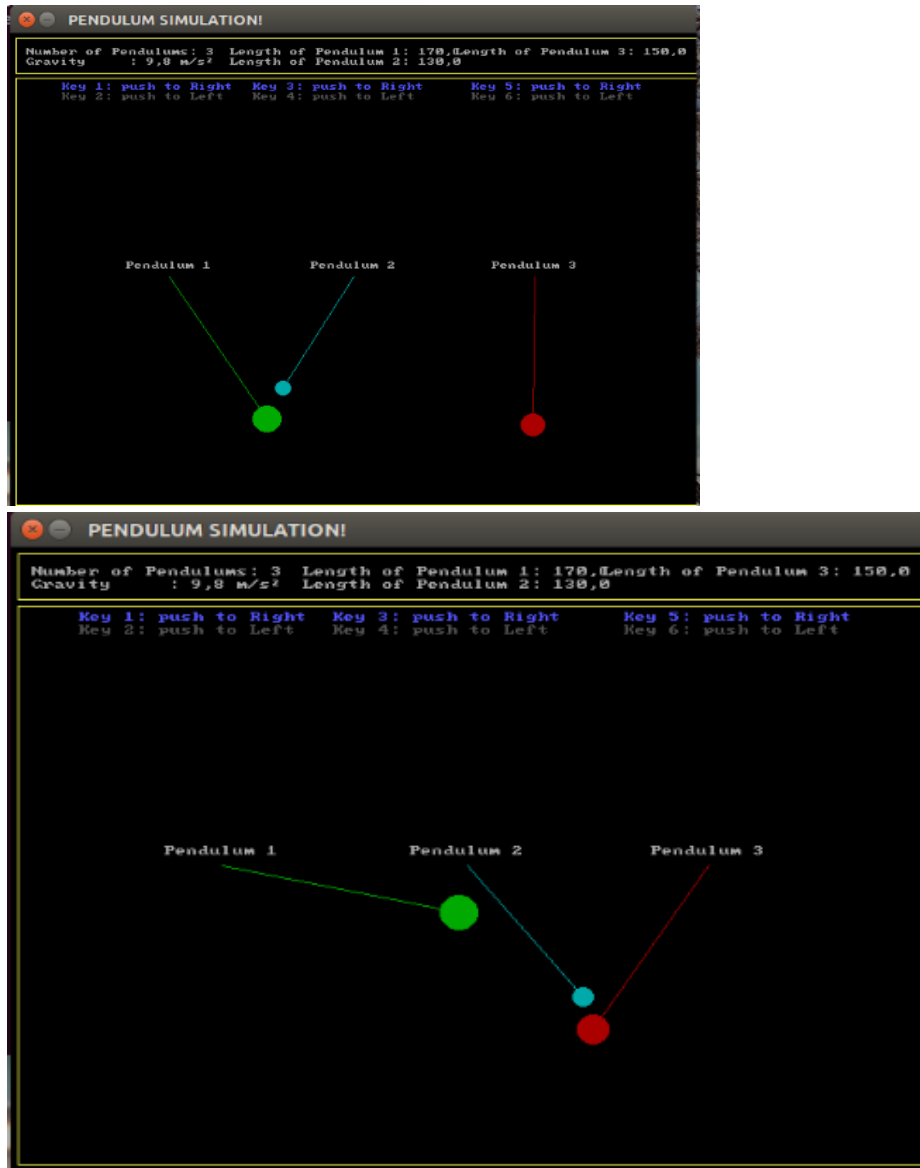 PENDULUM SIMULATION!
Number of Pendulums: 3 Length of Pendulum 1: 170,Length of Pendulum 3: 150,0
Gravity : 9,8 m/s² Length of Pendulum 2: 130,0
Key 1: push to Right Key 3: push to Right Key 5: push to Right
Key 2: push to Left Key 4: push to Left Key 6: push to Left
Pendulum 1 Pendulum 2 Pendulum 3
PENDULUM SIMULATION!
Number of Pendulums: 3 Length of Pendulum 1: 170,Length of Pendulum 3: 150,0
Gravity : 9,8 m/s² Length of Pendulum 2: 130,0
Key 1: push to Right Key 3: push to Right Key 5: push to Right
Key 2: push to Left Key 4: push to Left Key 6: push to Left
Pendulum 1 Pendulum 2 Pendulum 3